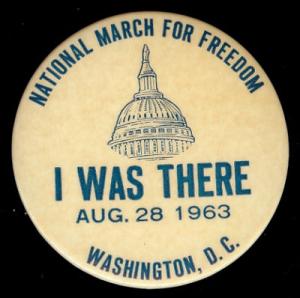 NATIONAL MARCH FOR FREEDOM
I WAS THERE
AUG. 28 1963
WASHINGTON, D. C.